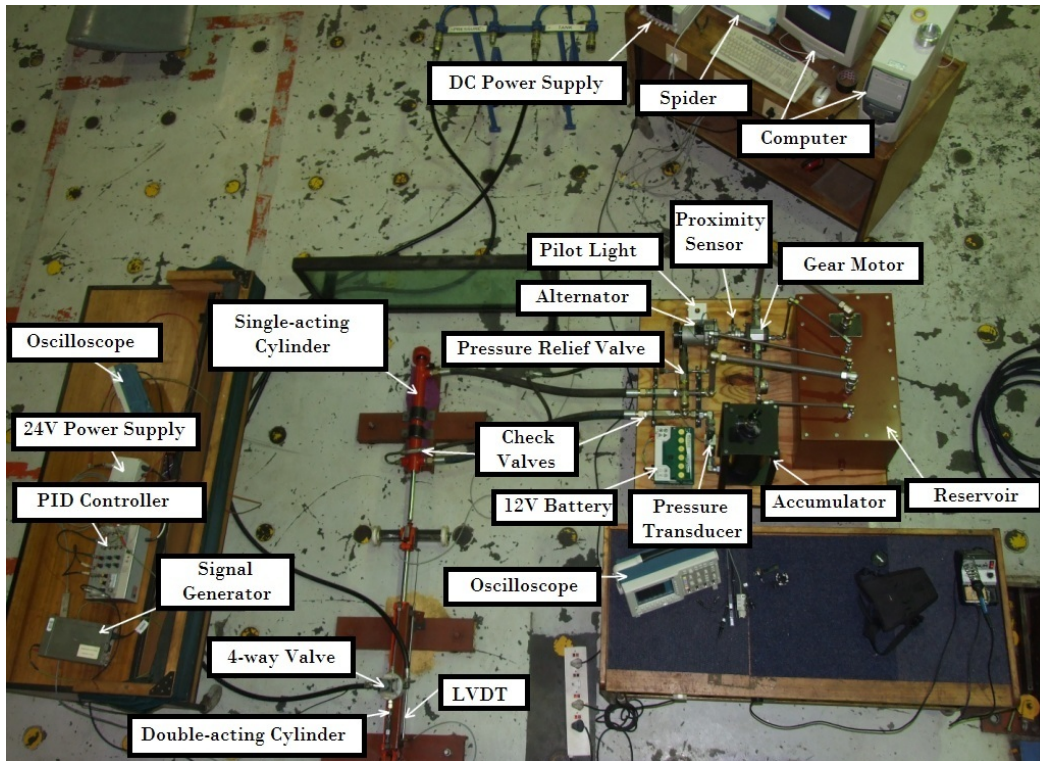 DC Power Supply
Spider
Computer
Proximity
Sensor
Pilot Light
Gear Motor
Alternator
Single-acting
Cylinder
Oscilloscope
Pressure Relief Valve
24V Power Supply
Check
Valves
PID Controller
12V Battery
Pressure
Transducer
Accumulator
Reservoir
Signal
Generator
Oscilloscope
4-way Valve
LVDT
Double-acting Cylinder